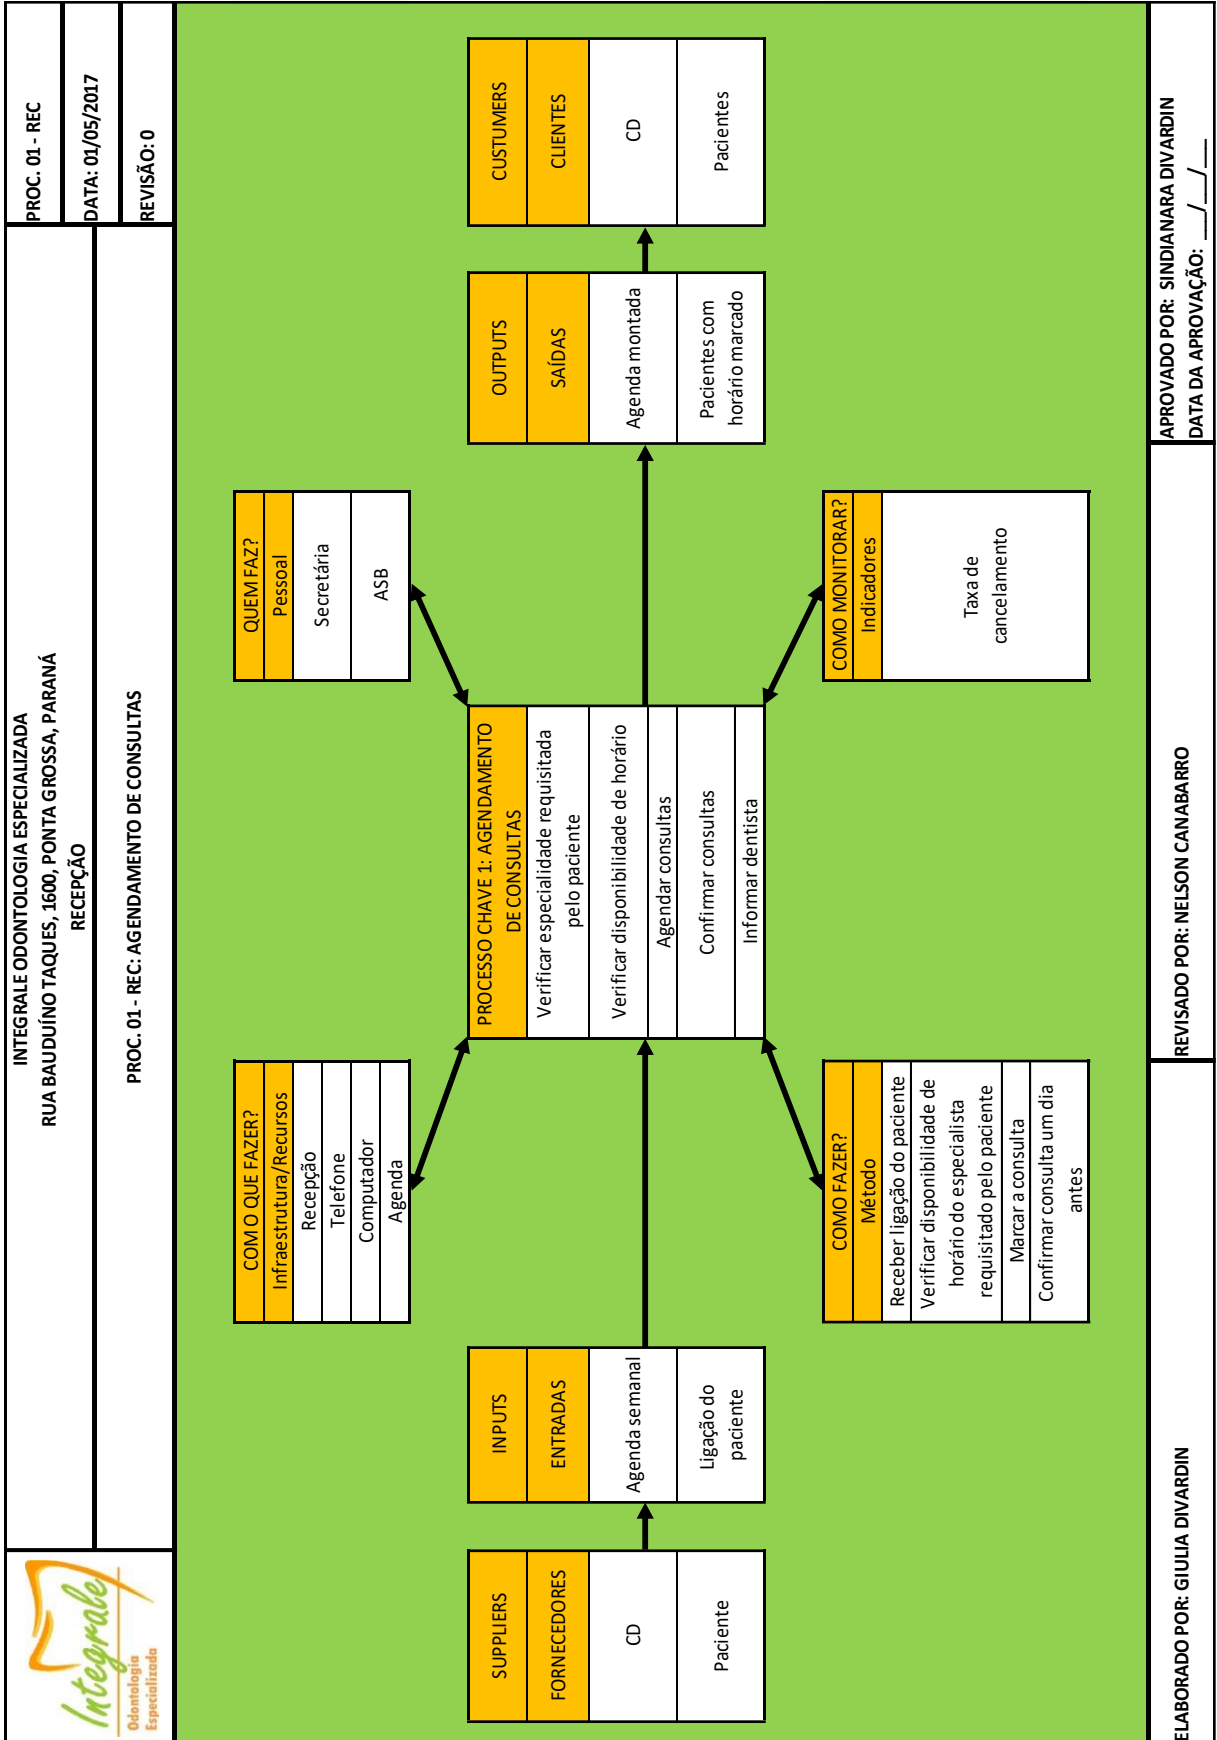 Integrale
Odontologia
Especializada
INTEGRALE ODONTOLOGIA ESPECIALIZADA
RUA BAUDUÍNO TAQUES, 1600, PONTA GROSSA, PARANÁ
RECEPÇÃO
PROC. 01 - REC: AGENDAMENTO DE CONSULTAS
PROC. 01 - REC
DATA: 01/05/2017
REVISÃO: 0
COM O QUE FAZER?
Infraestrutura/Recursos
Recepção
Telefone
Computador
Agenda
QUEM FAZ?
Pessoal
Secretária
ASB
SUPPLIERS
FORNECEDORES
CD
Paciente
INPUTS
ENTRADAS
Agenda semanal
Ligação do
paciente
PROCESSO CHAVE 1: AGENDAMENTO
DE CONSULTAS
Verificar especialidade requisitada
pelo paciente
Verificar disponibilidade de horário
Agendar consultas
Confirmar consultas
Informar dentista
OUTPUTS
SAÍDAS
Agenda montada
Pacientes com
horário marcado
CUSTUMERS
CLIENTES
CD
Pacientes
COMO FAZER?
Método
Receber ligação do paciente
Verificar disponibilidade de
horário do especialista
requisitado pelo paciente
Marcar a consulta
Confirmar consulta um dia
antes
COMO MONITORAR?
Indicadores
Taxa de
cancelamento
ELABORADO POR: GIULIA DIVARDIN
REVISADO POR: NELSON CANABARRO
APROVADO POR: SINDIANARA DIVARDIN
DATA DA APROVAÇÃO: ___/___/___